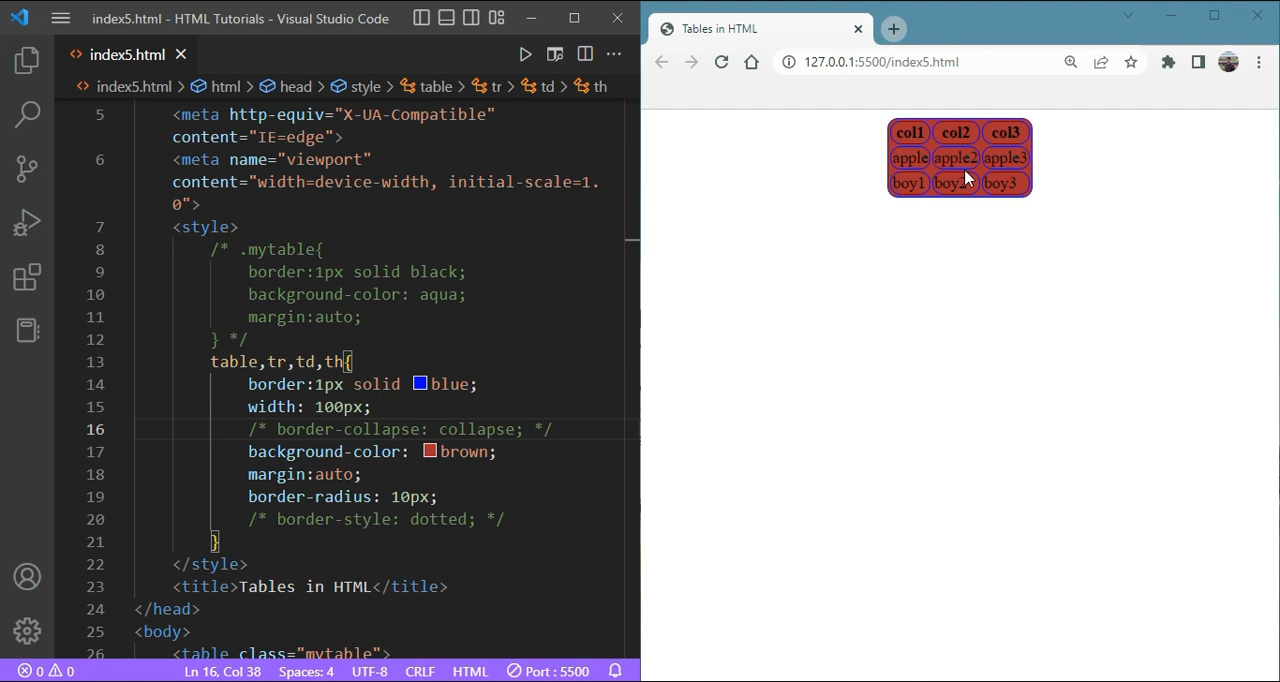 index5.html - HTML Tutorials - Visual Studio Code
index5.html
index5.html > html > head > style > table > tr > td > th
5 <meta http-equiv="X-UA-Compatible"
content="IE=edge">
6 <meta name="viewport"
content="width=device-width, initial-scale=1.
0">
7 <style>
8 /* .mytable{
9 border:1px solid black;
10 background-color: aqua;
11 margin:auto;
12 } */
13 table,tr,td,th{
14 border:1px solid blue;
15 width: 100px;
16 /* border-collapse: collapse; */
17 background-color: brown;
18 margin:auto;
19 border-radius: 10px;
20 /* border-style: dotted; */
21 }
22 </style>
23 <title>Tables in HTML</title>
24 </head>
25 <body>
26 <table class="mytable">
0 0 Ln 16, Col 38 Spaces: 4 UTF-8 CRLF HTML Port : 5500
Tables in HTML
127.0.0.1:5500/index5.html
col1 col2 col3
apple apple2 apple3
boy1 boy2 boy3